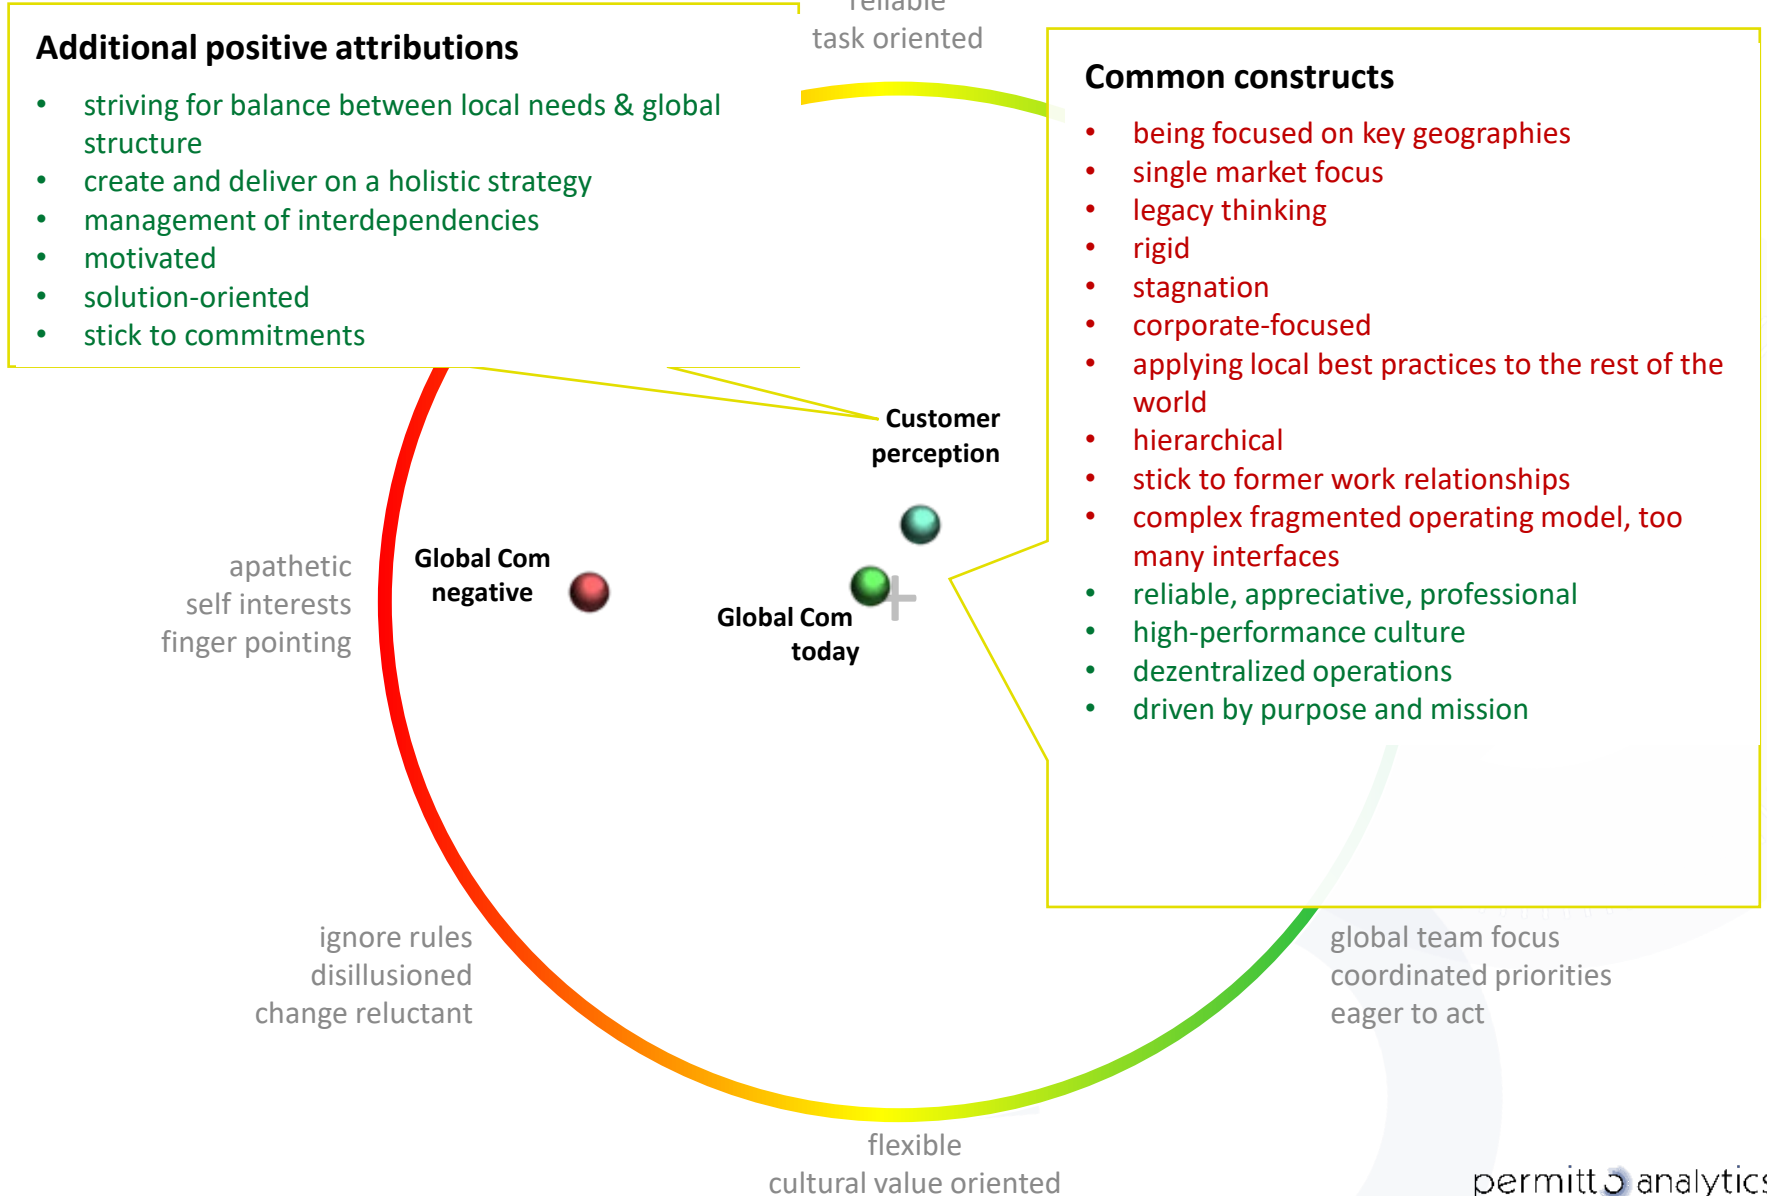 reliable
task oriented
Additional positive attributions
• striving for balance between local needs & global
structure
• create and deliver on a holistic strategy
• management of interdependencies
• motivated
• solution-oriented
• stick to commitments
Common constructs
• being focused on key geographies
• single market focus
• legacy thinking
• rigid
• stagnation
• corporate-focused
• applying local best practices to the rest of the
world
• hierarchical
• stick to former work relationships
• complex fragmented operating model, too
many interfaces
• reliable, appreciative, professional
• high-performance culture
• dezentralized operations
• driven by purpose and mission
Customer
perception
Global Com
negative
Global Com
today
apathetic
self interests
finger pointing
ignore rules
disillusioned
change reluctant
global team focus
coordinated priorities
eager to act
flexible
cultural value oriented
permitto analytics